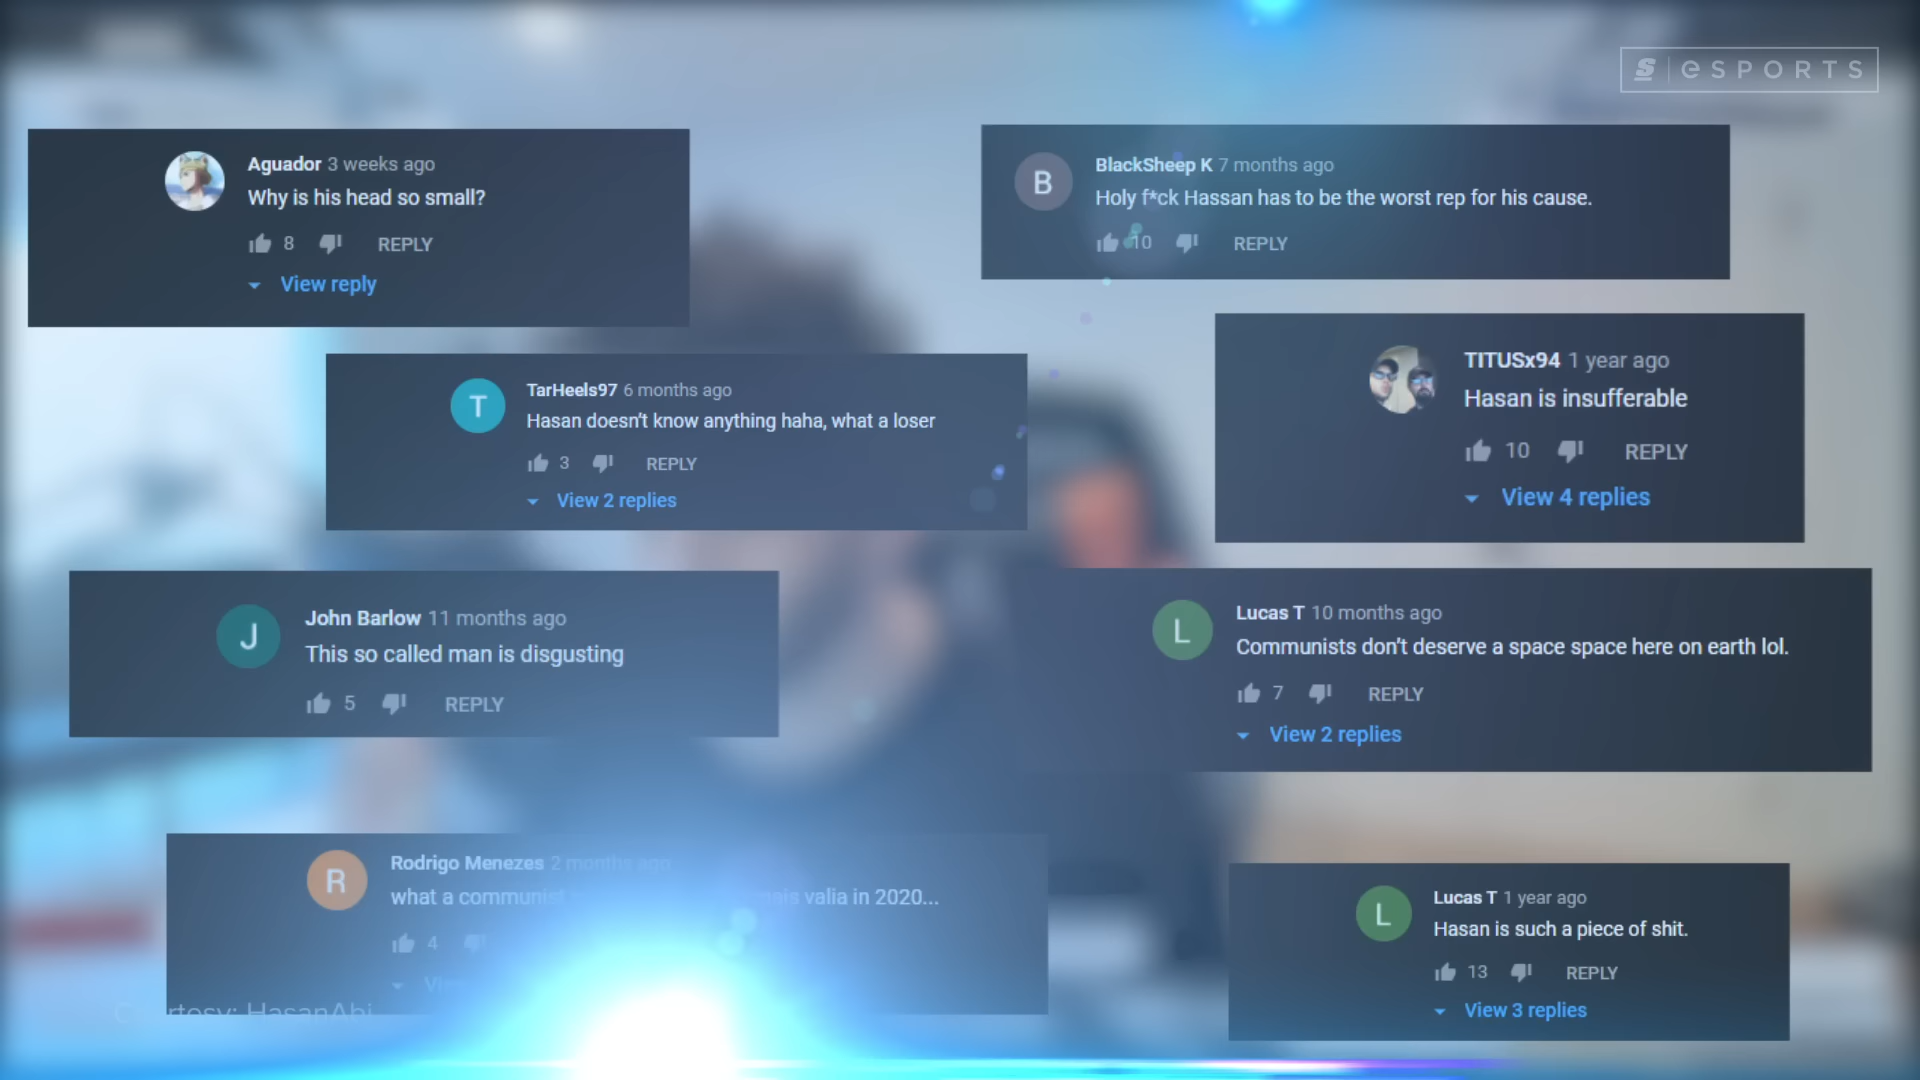 S | eSPORTS
Aguador 3 weeks ago
Why is his head so small?
8 REPLY
View reply
BlackSheep K 7 months ago
Holy f*ck Hassan has to be the worst rep for his cause.
10 REPLY
TarHeels97 6 months ago
Hasan doesn't know anything haha, what a loser
3 REPLY
View 2 replies
TITUSx94 1 year ago
Hasan is insufferable
10 REPLY
View 4 replies
John Barlow 11 months ago
This so called man is disgusting
5 REPLY
Lucas T 10 months ago
Communists don't deserve a space space here on earth lol.
7 REPLY
View 2 replies
Rodrigo Menezes 2 months ago
what a communist valia in 2020...
4
Lucas T 1 year ago
Hasan is such a piece of shit.
13 REPLY
View 3 replies
Courtesy: HasanAbi
B
T
J
L
R
L